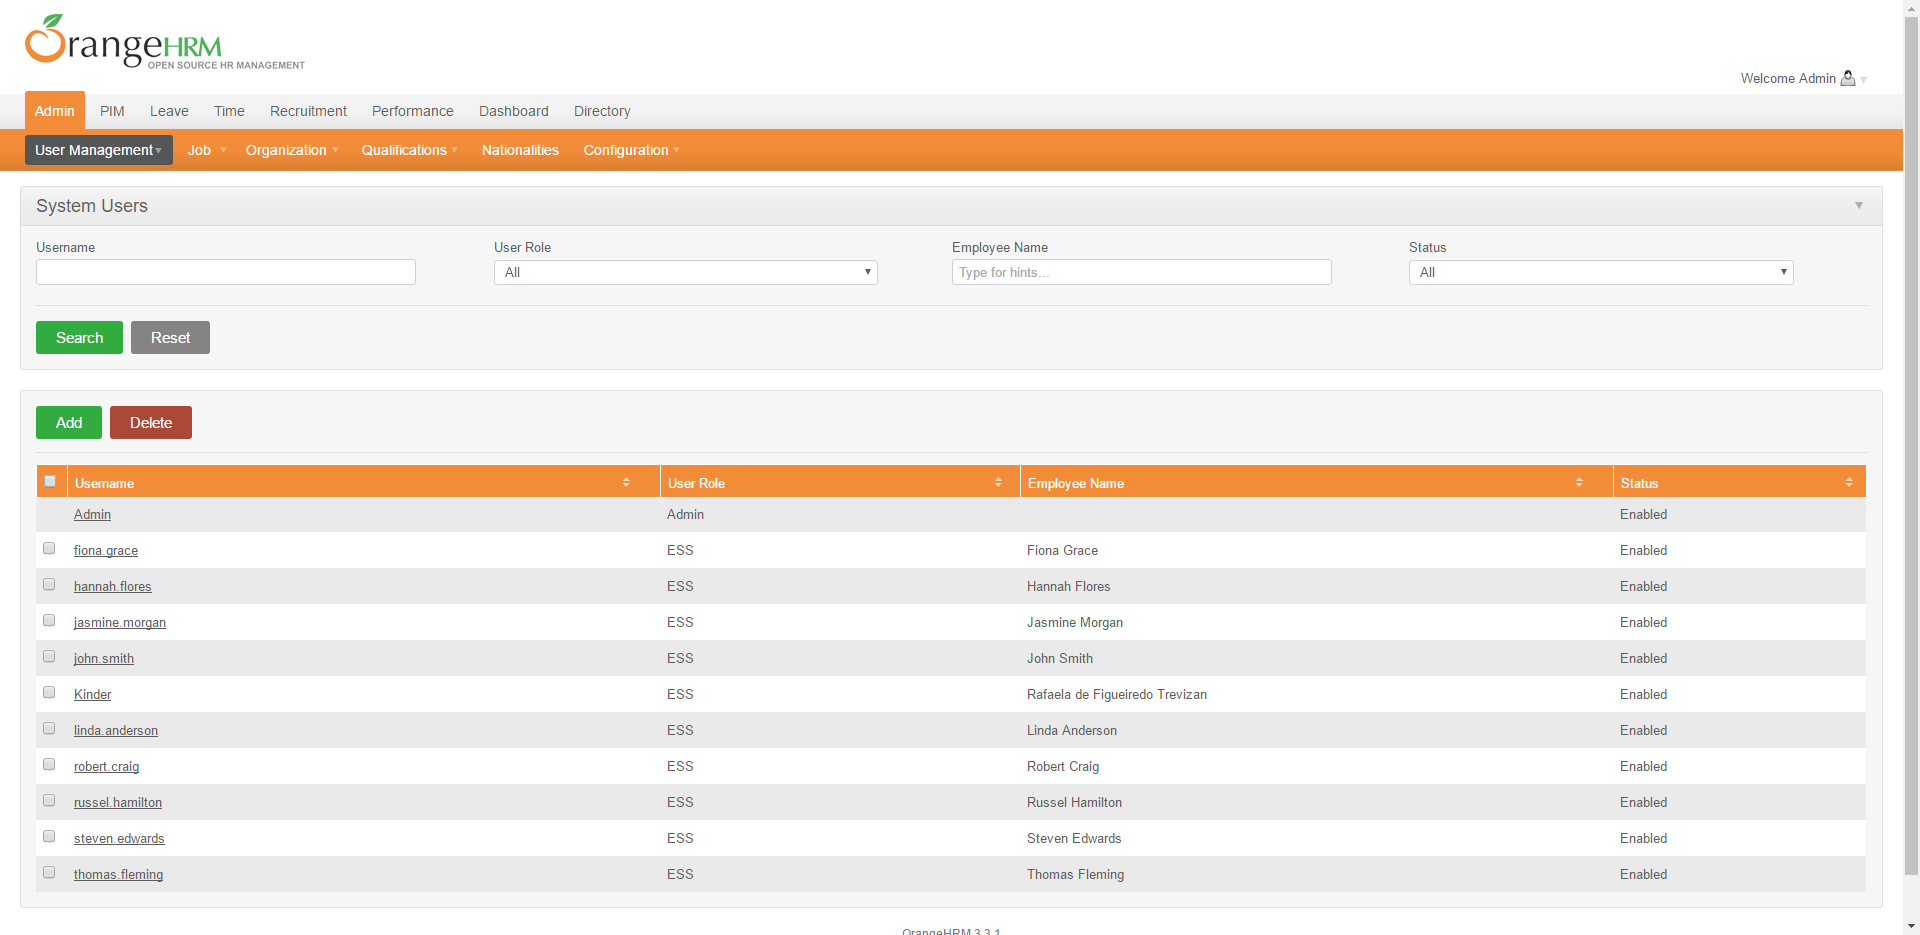 OrangeHRM
OPEN SOURCE HR MANAGEMENT
Welcome Admin
Admin PIM Leave Time Recruitment Performance Dashboard Directory
User Management Job Organization Qualifications Nationalities Configuration
System Users
Username User Role Employee Name Status
All Type for hints... All
Search Reset
Add Delete
Username User Role Employee Name Status
Admin Admin Enabled
fiona.grace ESS Fiona Grace Enabled
hannah.flores ESS Hannah Flores Enabled
jasmine.morgan ESS Jasmine Morgan Enabled
john.smith ESS John Smith Enabled
Kinder ESS Rafaela de Figueiredo Trevizan Enabled
linda.anderson ESS Linda Anderson Enabled
robert.craig ESS Robert Craig Enabled
russel.hamilton ESS Russel Hamilton Enabled
steven.edwards ESS Steven Edwards Enabled
thomas.fleming ESS Thomas Fleming Enabled
OrangeHRM 3.3.1